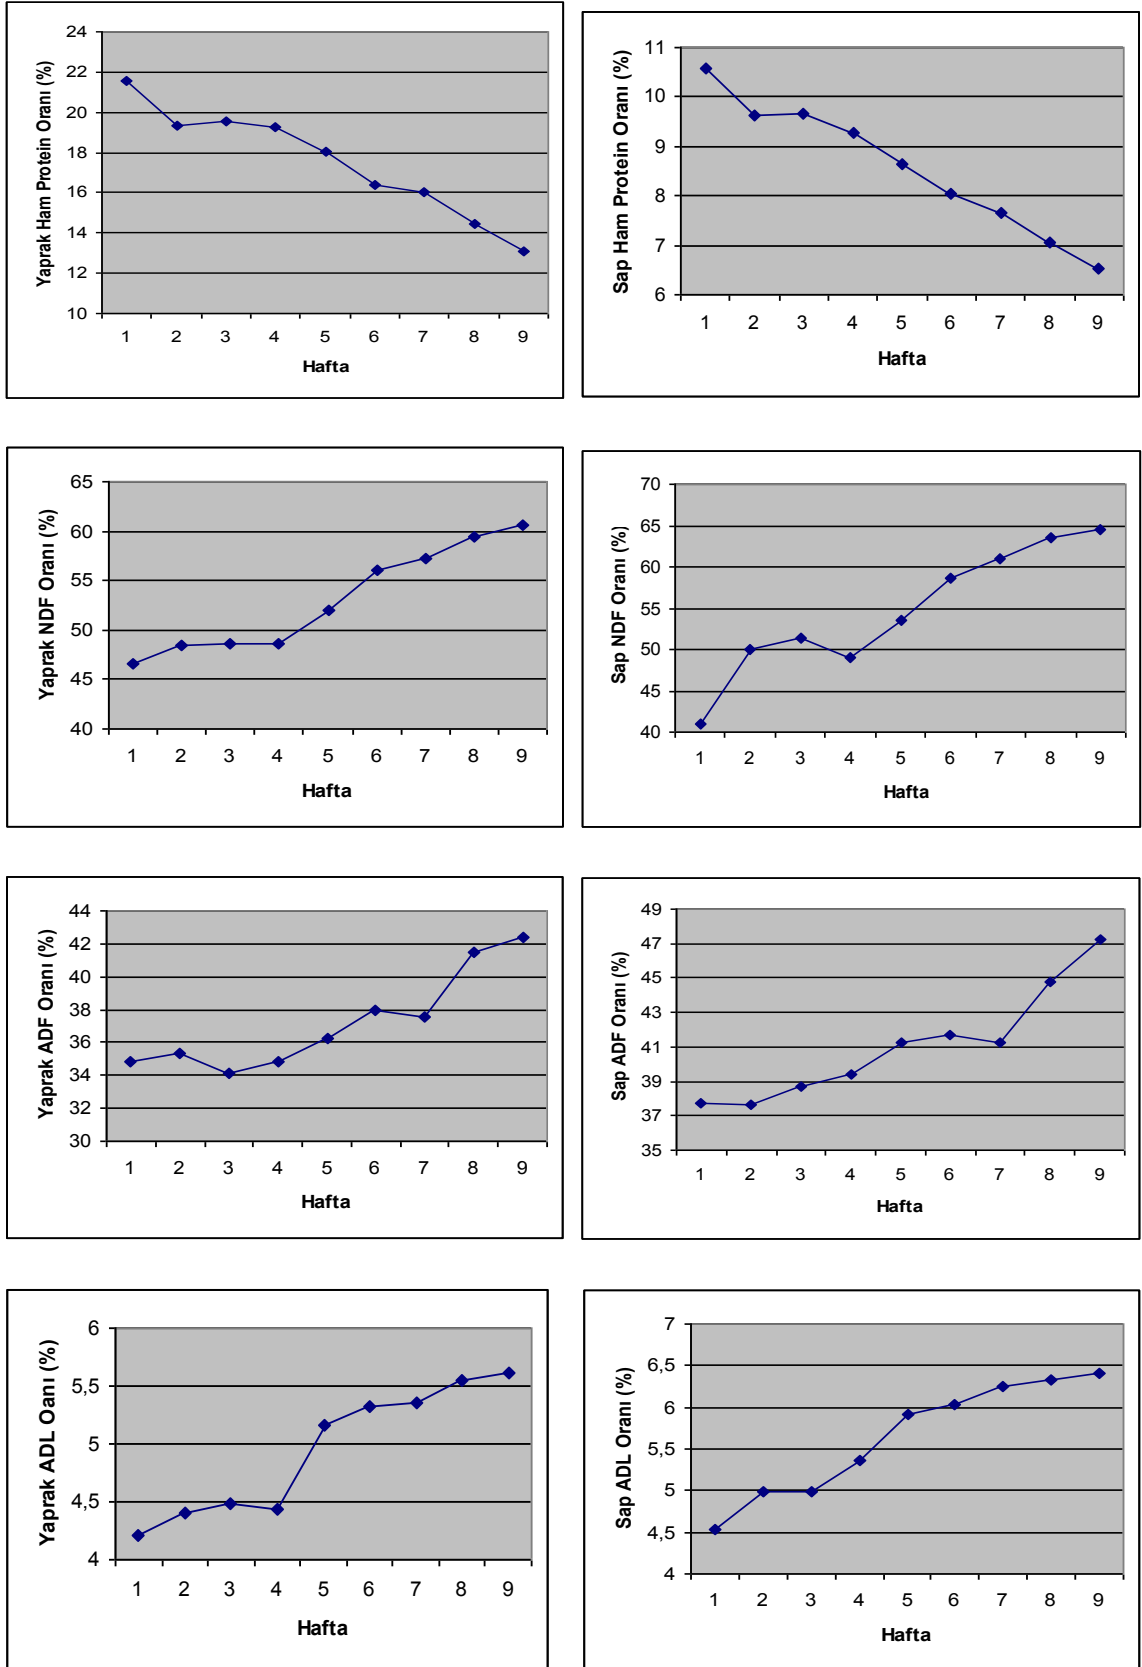 Yaprak Ham Protein Oranı (%)
24
22
20
18
16
14
12
10
1 2 3 4 5 6 7 8 9
Hafta
Sap Ham Protein Oranı (%)
11
10
9
8
7
6
1 2 3 4 5 6 7 8 9
Hafta
Yaprak NDF Oranı (%)
65
60
55
50
45
40
1 2 3 4 5 6 7 8 9
Hafta
Sap NDF Oranı (%)
70
65
60
55
50
45
40
1 2 3 4 5 6 7 8 9
Hafta
Yaprak ADF Oranı (%)
44
42
40
38
36
34
32
30
1 2 3 4 5 6 7 8 9
Hafta
Sap ADF Oranı (%)
49
47
45
43
41
39
37
35
1 2 3 4 5 6 7 8 9
Hafta
Yaprak ADL Oanı (%)
6
5,5
5
4,5
4
1 2 3 4 5 6 7 8 9
Hafta
Sap ADL Oranı (%)
7
6,5
6
5,5
5
4,5
4
1 2 3 4 5 6 7 8 9
Hafta